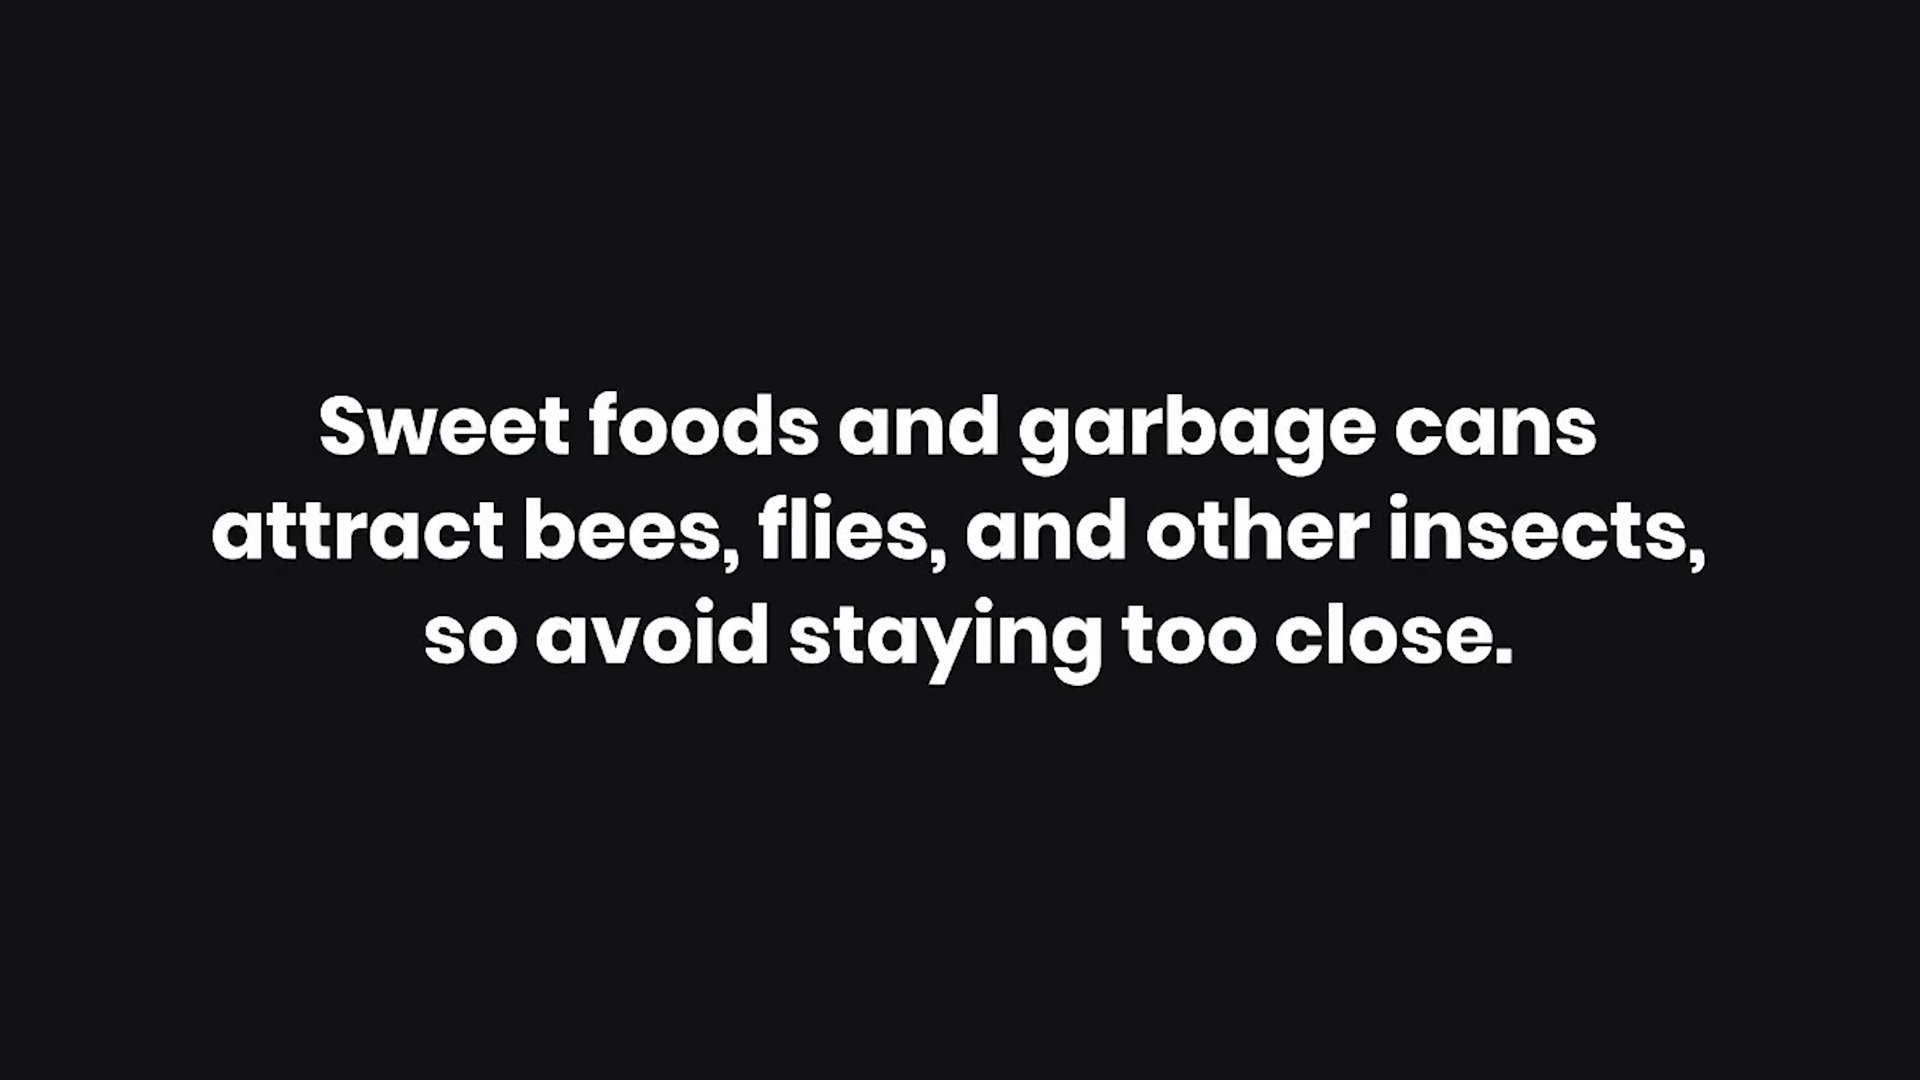 Sweet foods and garbage cans
attract bees, flies, and other insects,
so avoid staying too close.